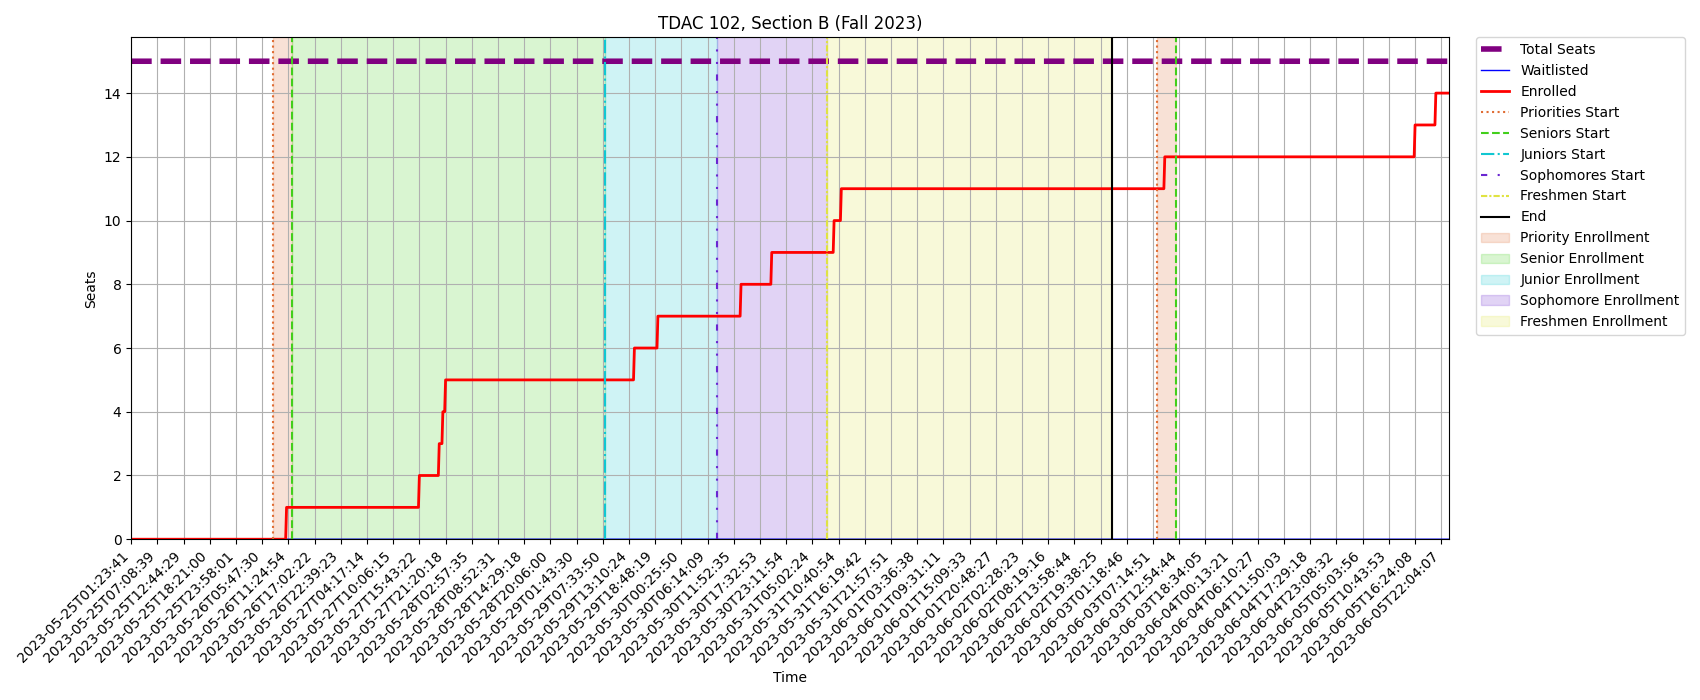 TDAC 102, Section B (Fall 2023)
Seats
14
12
10
8
6
4
2
0
2023-05-25T01:23:41
2023-05-25T07:08:39
2023-05-25T12:44:29
2023-05-25T18:21:00
2023-05-25T23:58:01
2023-05-26T05:47:30
2023-05-26T11:24:54
2023-05-26T17:02:22
2023-05-26T22:39:23
2023-05-27T04:17:14
2023-05-27T10:06:15
2023-05-27T15:43:22
2023-05-27T21:20:18
2023-05-28T02:57:35
2023-05-28T08:52:31
2023-05-28T14:29:18
2023-05-28T20:06:00
2023-05-29T01:43:30
2023-05-29T07:33:50
2023-05-29T13:10:24
2023-05-29T18:48:19
2023-05-30T00:25:50
2023-05-30T06:14:09
2023-05-30T11:52:35
2023-05-30T17:32:53
2023-05-30T23:11:54
2023-05-31T05:02:24
2023-05-31T10:40:54
2023-05-31T16:19:42
2023-05-31T21:57:51
2023-06-01T03:36:38
2023-06-01T09:31:11
2023-06-01T15:09:33
2023-06-01T20:48:27
2023-06-02T02:28:23
2023-06-02T08:19:16
2023-06-02T13:58:44
2023-06-02T19:38:25
2023-06-03T01:18:46
2023-06-03T07:14:51
2023-06-03T12:54:44
2023-06-03T18:34:05
2023-06-04T00:13:21
2023-06-04T06:10:27
2023-06-04T11:50:03
2023-06-04T17:29:18
2023-06-04T23:08:32
2023-06-05T05:03:56
2023-06-05T10:43:53
2023-06-05T16:24:08
2023-06-05T22:04:07
Time
Total Seats
Waitlisted
Enrolled
Priorities Start
Seniors Start
Juniors Start
Sophomores Start
Freshmen Start
End
Priority Enrollment
Senior Enrollment
Junior Enrollment
Sophomore Enrollment
Freshmen Enrollment